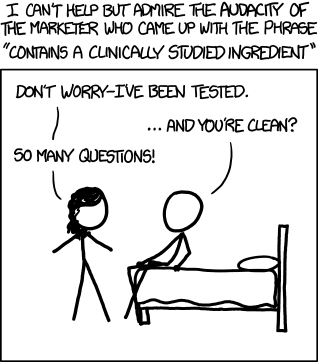 I CAN'T HELP BUT ADMIRE THE AUDACITY OF
THE MARKETER WHO CAME UP WITH THE PHRASE
"CONTAINS A CLINICALLY STUDIED INGREDIENT"
DON'T WORRY—I'VE BEEN TESTED.
... AND YOU'RE CLEAN?
SO MANY QUESTIONS!